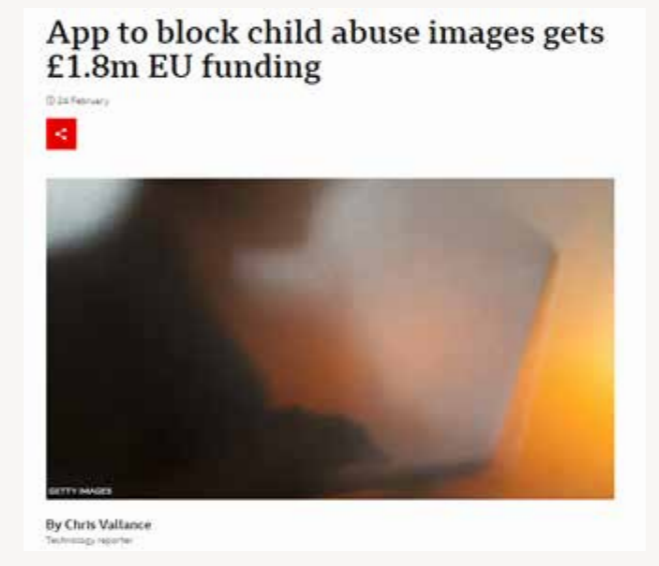 App to block child abuse images gets
£1.8m EU funding
24 February
GETTY IMAGES
By Chris Vallance
Technology reporter